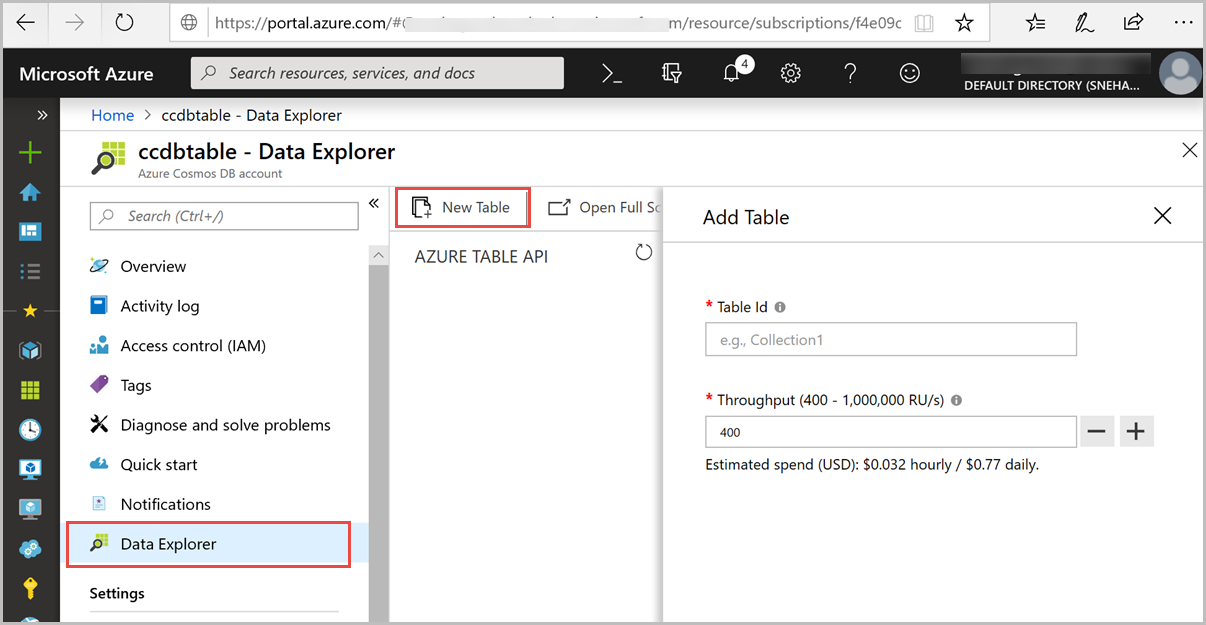 https://portal.azure.com/# m/resource/subscriptions/f4e09c
Microsoft Azure
Search resources, services, and docs
4
DEFAULT DIRECTORY (SNEHA...
Home > ccdbtable - Data Explorer
ccdbtable - Data Explorer
Azure Cosmos DB account
Search (Ctrl+/)
Overview
Activity log
Access control (IAM)
Tags
Diagnose and solve problems
Quick start
Notifications
Data Explorer
Settings
New Table
Open Full Sc
AZURE TABLE API
Add Table
* Table Id
e.g., Collection1
* Throughput (400 - 1,000,000 RU/s)
400
Estimated spend (USD): $0.032 hourly / $0.77 daily.